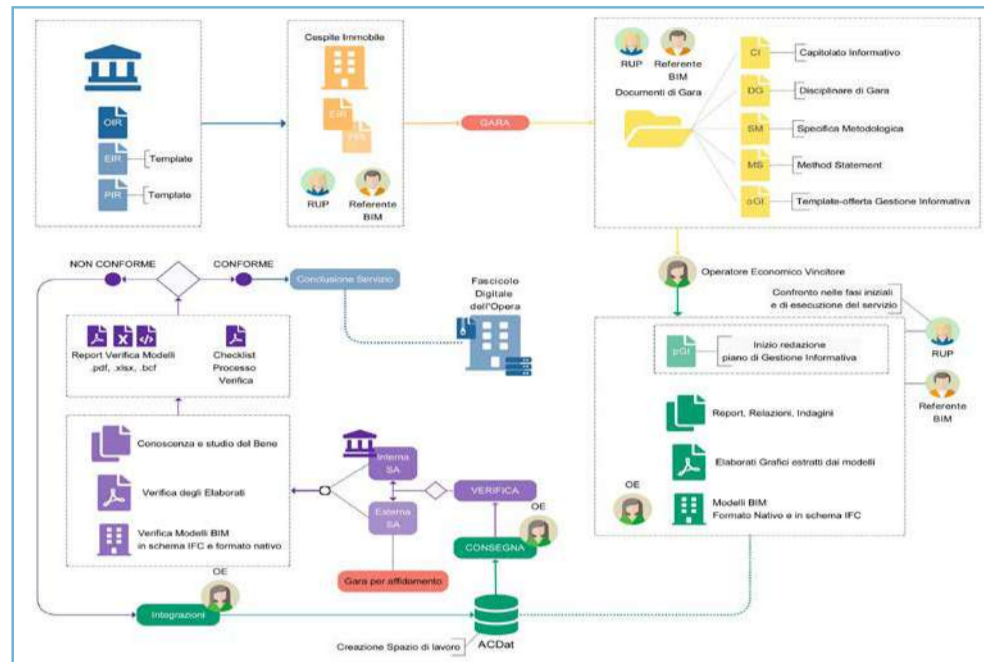 OIR
EIR
Template
PIR
Template
Cespite Immobile
EIR
PIR
RUP
Referente
BIM
GARA
RUP
Referente
BIM
Documenti di Gara
CI
Capitolato Informativo
DG
Disciplinare di Gara
SM
Specifica Metodologica
MS
Method Statement
oGI
Template-offerta Gestione Informativa
Operatore Economico Vincitore
Confronto nelle fasi iniziali
e di esecuzione del servizio
RUP
Referente
BIM
pGI
Inizio redazione
piano di Gestione Informativa
Report, Relazioni, Indagini
Elaborati Grafici estratti dai modelli
OE
Modelli BIM
Formato Nativo e in schema IFC
NON CONFORME
CONFORME
Conclusione Servizio
Fascicolo
Digitale
dell'Opera
Report Verifica Modelli
.pdf, .xlsx, .bcf
Checklist
Processo
Verifica
Conoscenza e studio del Bene
Verifica degli Elaborati
Verifica Modelli BIM
in schema IFC e formato nativo
Interna
SA
Esterna
SA
VERIFICA
OE
CONSEGNA
Gara per affidamento
OE
Integrazioni
Creazione Spazio di lavoro
ACDat